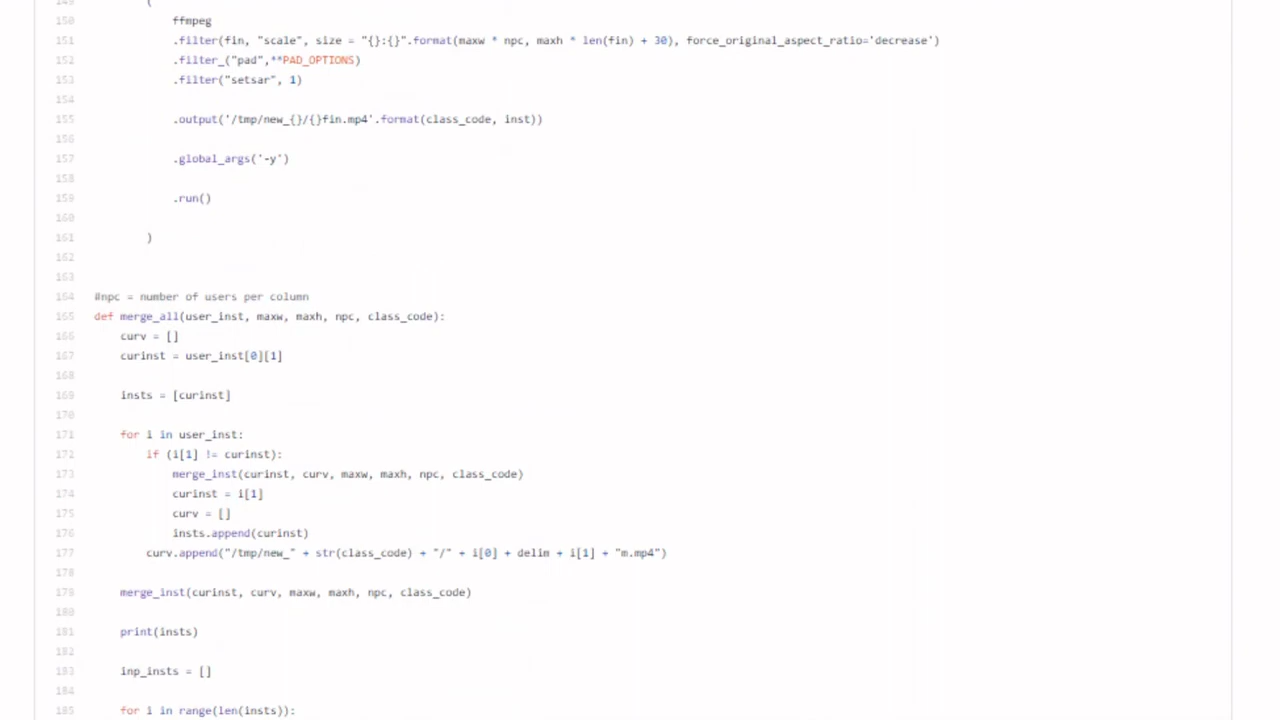 149 (
150 ffmpeg
151 .filter(fin, "scale", size = "{}:{}".format(maxw * npc, maxh * len(fin) + 30), force_original_aspect_ratio='decrease')
152 .filter_("pad",**PAD_OPTIONS)
153 .filter("setsar", 1)
154
155 .output('/tmp/new_{}/{}fin.mp4'.format(class_code, inst))
156
157 .global_args('-y')
158
159 .run()
160
161 )
162
163
164 #npc = number of users per column
165 def merge_all(user_inst, maxw, maxh, npc, class_code):
166 curv = []
167 curinst = user_inst[0][1]
168
169 insts = [curinst]
170
171 for i in user_inst:
172 if (i[1] != curinst):
173 merge_inst(curinst, curv, maxw, maxh, npc, class_code)
174 curinst = i[1]
175 curv = []
176 insts.append(curinst)
177 curv.append("/tmp/new_" + str(class_code) + "/" + i[0] + delim + i[1] + "m.mp4")
178
179 merge_inst(curinst, curv, maxw, maxh, npc, class_code)
180
181 print(insts)
182
183 inp_insts = []
184
185 for i in range(len(insts)):